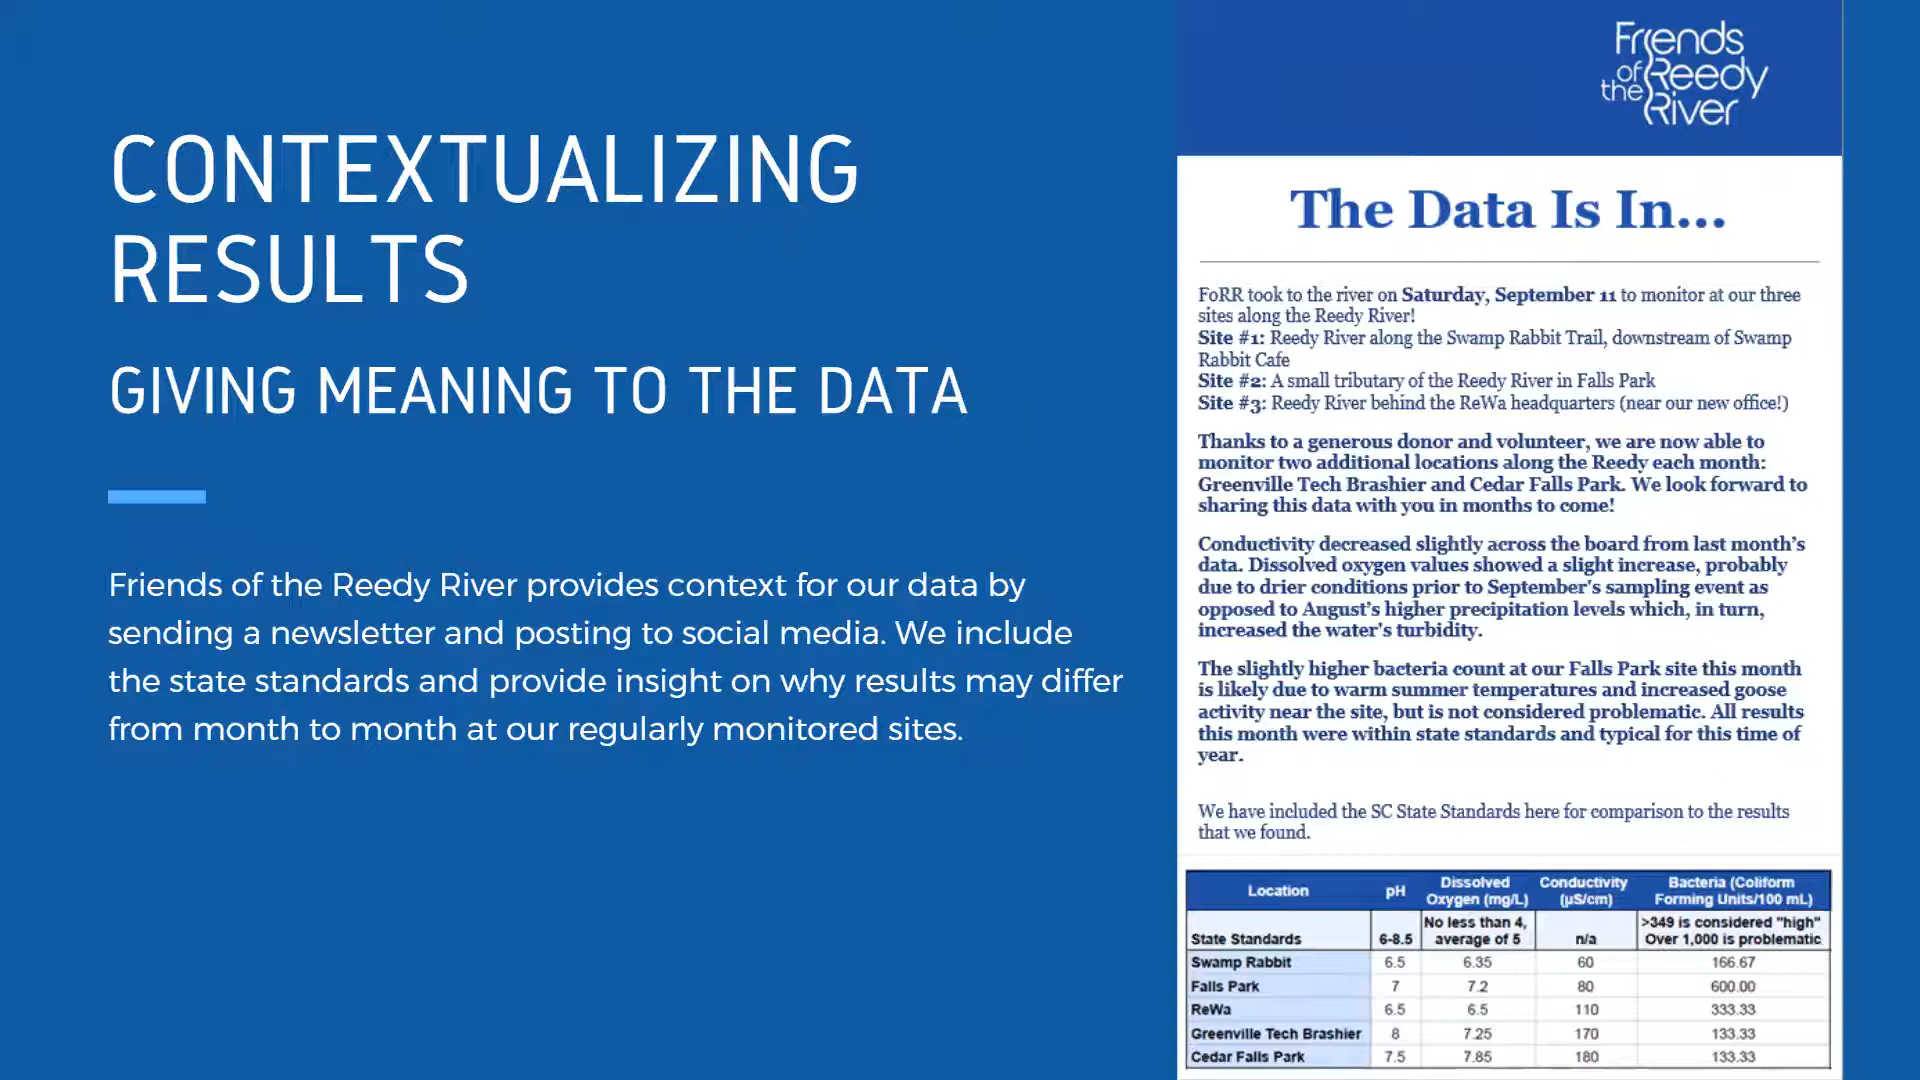 CONTEXTUALIZING
RESULTS
GIVING MEANING TO THE DATA
Friends of the Reedy River provides context for our data by
sending a newsletter and posting to social media. We include
the state standards and provide insight on why results may differ
from month to month at our regularly monitored sites.
Friends
of Reedy
the River
The Data Is In...
FoRR took to the river on Saturday, September 11 to monitor at our three
sites along the Reedy River!
Site #1: Reedy River along the Swamp Rabbit Trail, downstream of Swamp
Rabbit Cafe
Site #2: A small tributary of the Reedy River in Falls Park
Site #3: Reedy River behind the ReWa headquarters (near our new office!)
Thanks to a generous donor and volunteer, we are now able to
monitor two additional locations along the Reedy each month:
Greenville Tech Brashier and Cedar Falls Park. We look forward to
sharing this data with you in months to come!
Conductivity decreased slightly across the board from last month's
data. Dissolved oxygen values showed a slight increase, probably
due to drier conditions prior to September's sampling event as
opposed to August's higher precipitation levels which, in turn,
increased the water's turbidity.
The slightly higher bacteria count at our Falls Park site this month
is likely due to warm summer temperatures and increased goose
activity near the site, but is not considered problematic. All results
this month were within state standards and typical for this time of
year.
We have included the SC State Standards here for comparison to the results
that we found.
Location pH Dissolved Oxygen (mg/L) Conductivity (µS/cm) Bacteria (Coliform Forming Units/100 mL)
State Standards 6-8.5 No less than 4, average of 5 n/a >349 is considered "high" Over 1,000 is problematic
Swamp Rabbit 6.5 6.35 60 166.67
Falls Park 7 7.2 80 600.00
ReWa 6.5 6.5 110 333.33
Greenville Tech Brashier 8 7.25 170 133.33
Cedar Falls Park 7.5 7.85 180 133.33